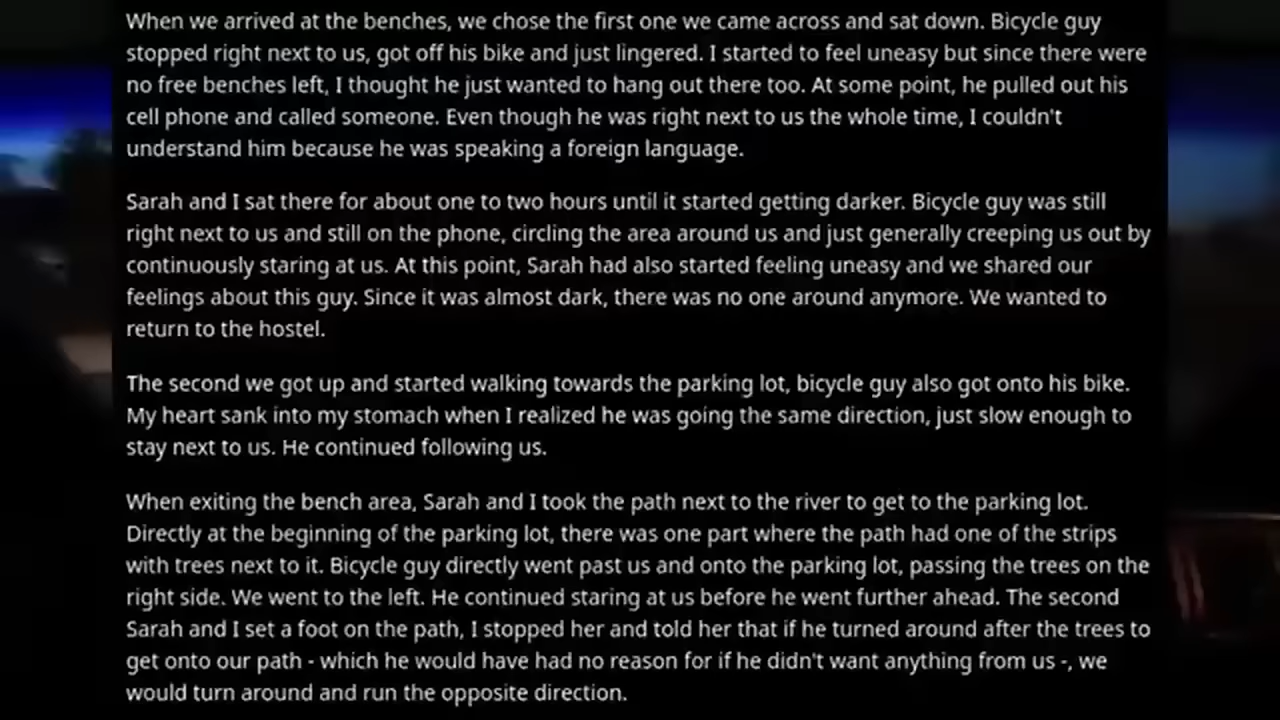 When we arrived at the benches, we chose the first one we came across and sat down. Bicycle guy
stopped right next to us, got off his bike and just lingered. I started to feel uneasy but since there were
no free benches left, I thought he just wanted to hang out there too. At some point, he pulled out his
cell phone and called someone. Even though he was right next to us the whole time, I couldn't
understand him because he was speaking a foreign language.
Sarah and I sat there for about one to two hours until it started getting darker. Bicycle guy was still
right next to us and still on the phone, circling the area around us and just generally creeping us out by
continuously staring at us. At this point, Sarah had also started feeling uneasy and we shared our
feelings about this guy. Since it was almost dark, there was no one around anymore. We wanted to
return to the hostel.
The second we got up and started walking towards the parking lot, bicycle guy also got onto his bike.
My heart sank into my stomach when I realized he was going the same direction, just slow enough to
stay next to us. He continued following us.
When exiting the bench area, Sarah and I took the path next to the river to get to the parking lot.
Directly at the beginning of the parking lot, there was one part where the path had one of the strips
with trees next to it. Bicycle guy directly went past us and onto the parking lot, passing the trees on the
right side. We went to the left. He continued staring at us before he went further ahead. The second
Sarah and I set a foot on the path, I stopped her and told her that if he turned around after the trees to
get onto our path - which he would have had no reason for if he didn't want anything from us -, we
would turn around and run the opposite direction.